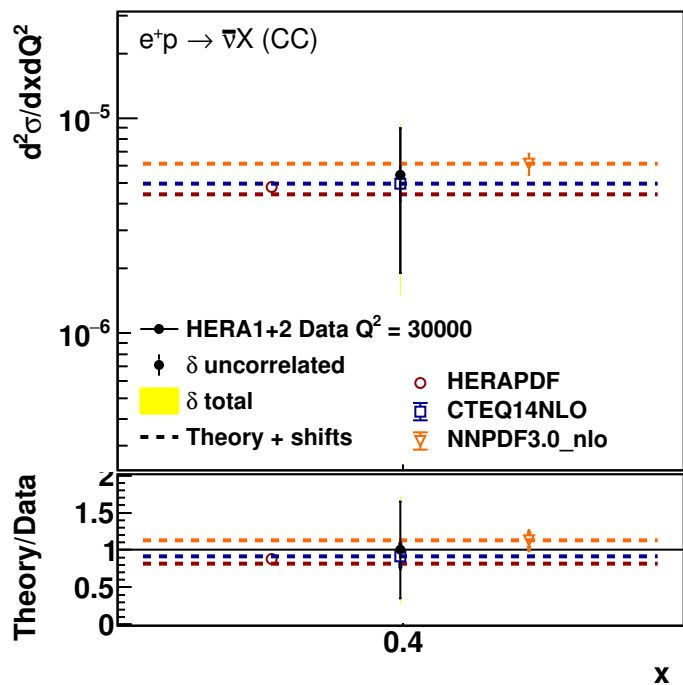 e⁺p → ν̄X (CC)
d²σ/dxdQ²
10⁻⁵
10⁻⁶
HERA1+2 Data Q² = 30000
δ uncorrelated
δ total
Theory + shifts
HERAPDF
CTEQ14NLO
NNPDF3.0_nlo
Theory/Data
2
1.5
1
0.5
0
0.4
x